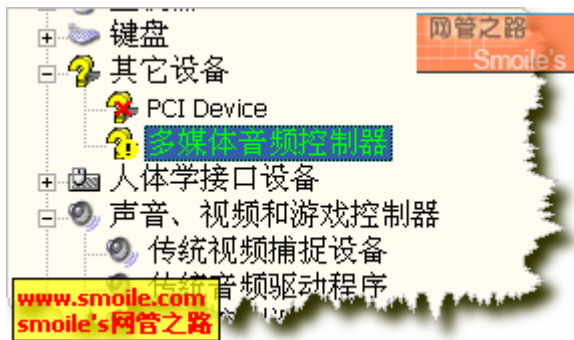 键盘
网管之路
Smoile's
其它设备
PCI Device
多媒体音频控制器
人体学接口设备
声音、视频和游戏控制器
传统视频捕捉设备
传统音频驱动程序
www.smoile.com
smoile's网管之路